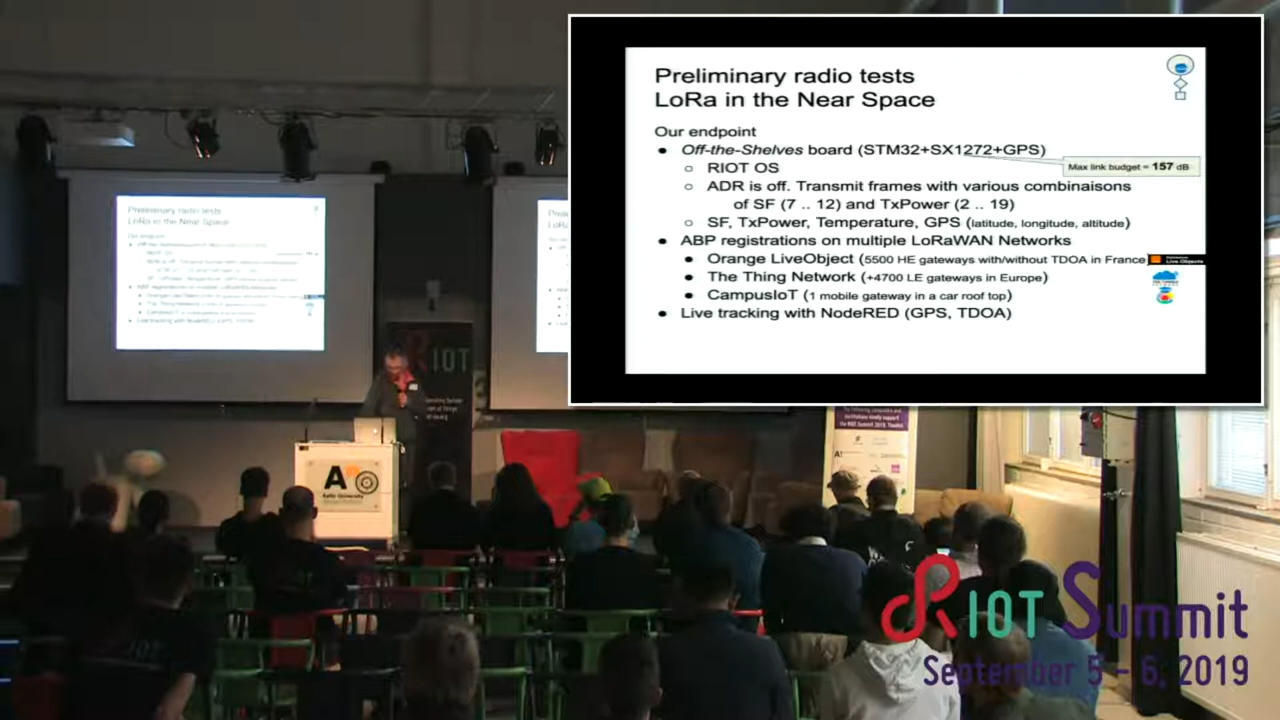 Preliminary radio tests
LoRa in the Near Space
Our endpoint
● Off-the-Shelves board (STM32+SX1272+GPS)
Max link budget = 157 dB
○ RIOT OS
○ ADR is off. Transmit frames with various combinaisons
of SF (7 .. 12) and TxPower (2 .. 19)
○ SF, TxPower, Temperature, GPS (latitude, longitude, altitude)
● ABP registrations on multiple LoRaWAN Networks
● Orange LiveObject (5500 HE gateways with/without TDOA in France
Live Objects
● The Thing Network (+4700 LE gateways in Europe)
● CampusIoT (1 mobile gateway in a car roof top)
● Live tracking with NodeRED (GPS, TDOA)
Preliminary radio tests
LoRa in the Near Space
RIOT
A
Aalto University
RIOT Summit
September 5 - 6, 2019